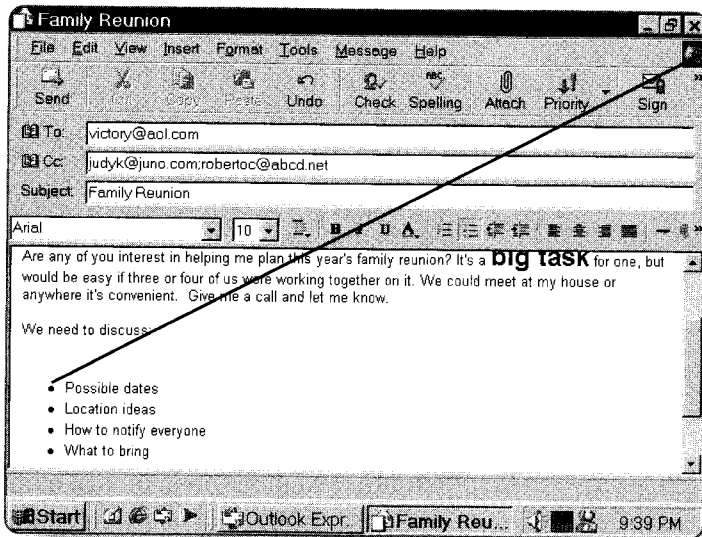 Family Reunion
File Edit View Insert Format Tools Message Help
Send Cut Copy Paste Undo Check Spelling Attach Priority Sign
To: victory@aol.com
Cc: judyk@juno.com;robertoc@abcd.net
Subject: Family Reunion
Arial 10 B I U A
Are any of you interest in helping me plan this year's family reunion? It's a big task for one, but
would be easy if three or four of us were working together on it. We could meet at my house or
anywhere it's convenient. Give me a call and let me know.
We need to discuss:
• Possible dates
• Location ideas
• How to notify everyone
• What to bring
Start Outlook Expr... Family Reu... 9:39 PM